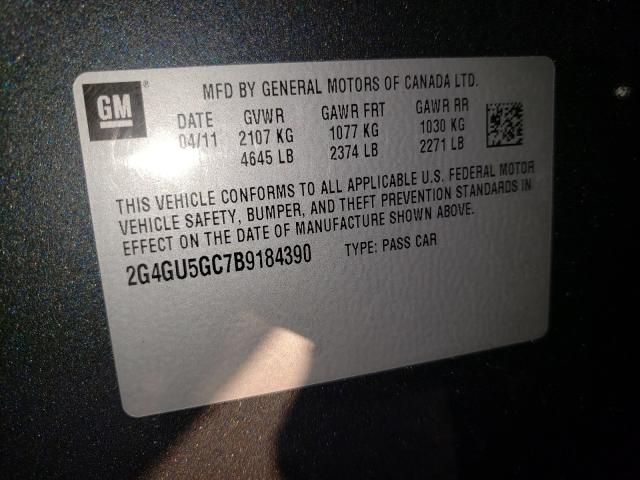 GM ®
MFD BY GENERAL MOTORS OF CANADA LTD.
DATE GVWR GAWR FRT GAWR RR
04/11 2107 KG 1077 KG 1030 KG
4645 LB 2374 LB 2271 LB
THIS VEHICLE CONFORMS TO ALL APPLICABLE U.S. FEDERAL MOTOR
VEHICLE SAFETY, BUMPER, AND THEFT PREVENTION STANDARDS IN
EFFECT ON THE DATE OF MANUFACTURE SHOWN ABOVE.
2G4GU5GC7B9184390 TYPE: PASS CAR